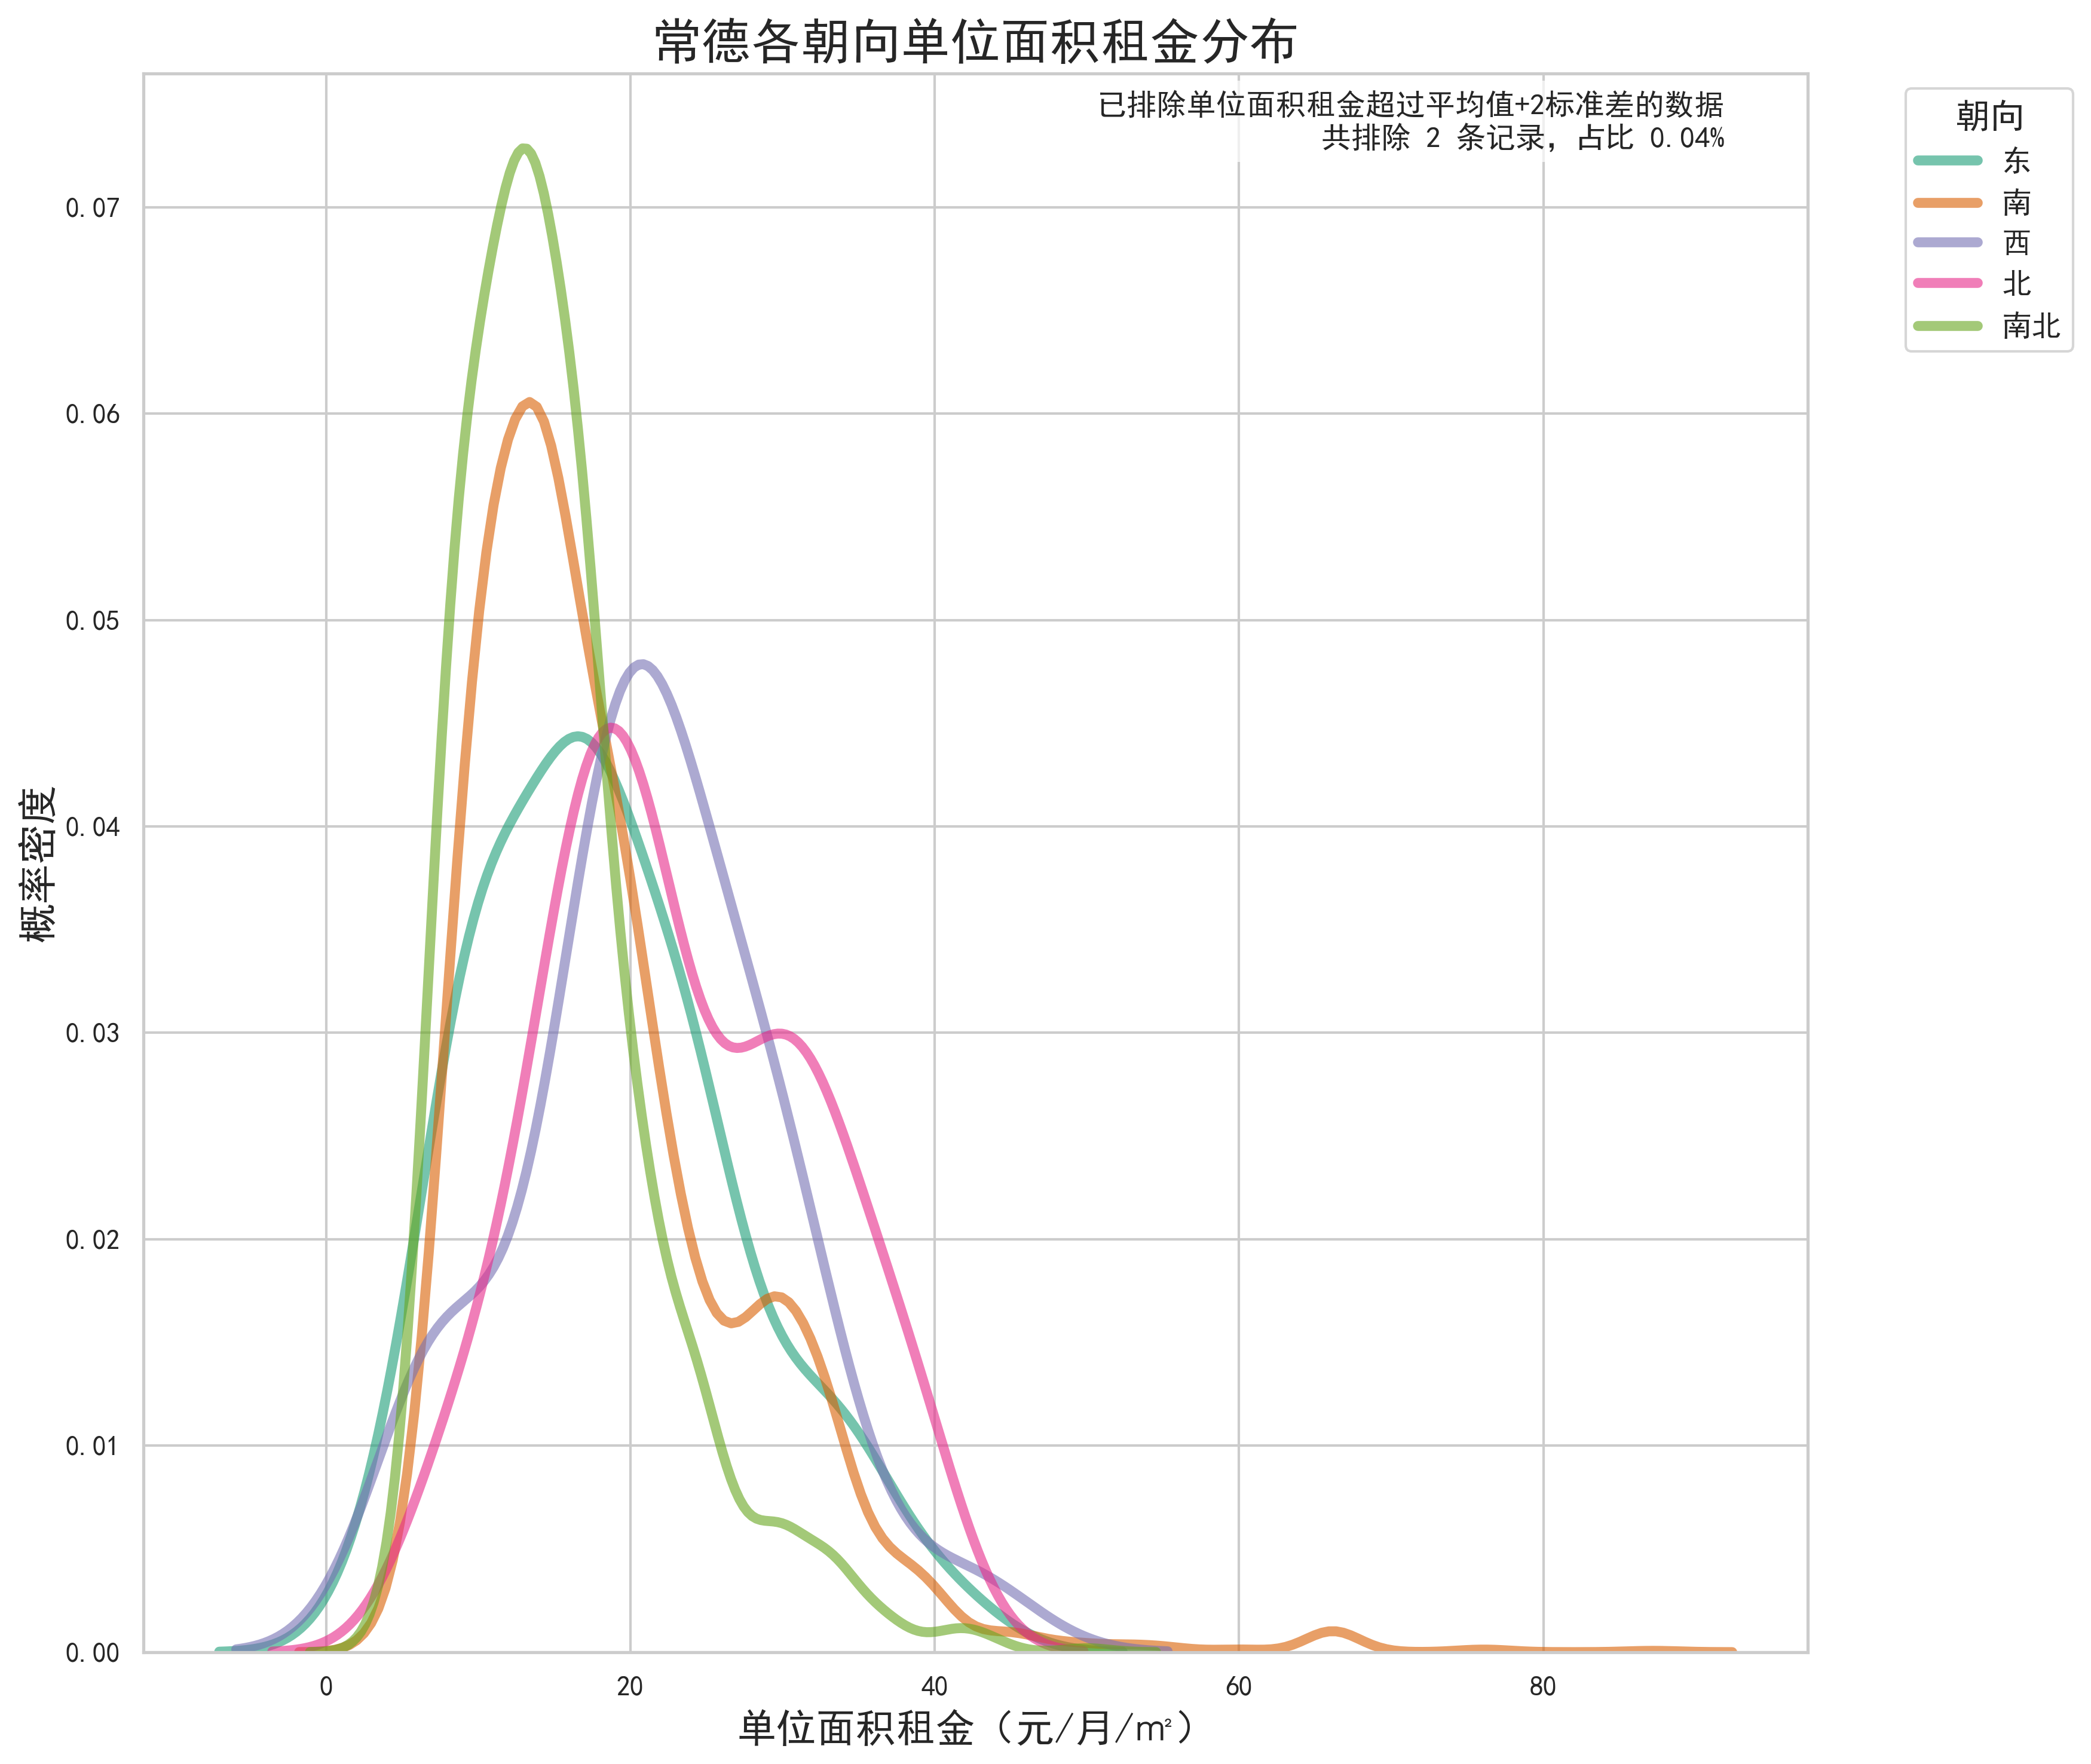 常德各朝向单位面积租金分布
已排除单位面积租金超过平均值+2标准差的数据
共排除 2 条记录，占比 0.04%
朝向
东
南
西
北
南北
概率密度
0.07
0.06
0.05
0.04
0.03
0.02
0.01
0.00
0
20
40
60
80
单位面积租金（元/月/㎡）